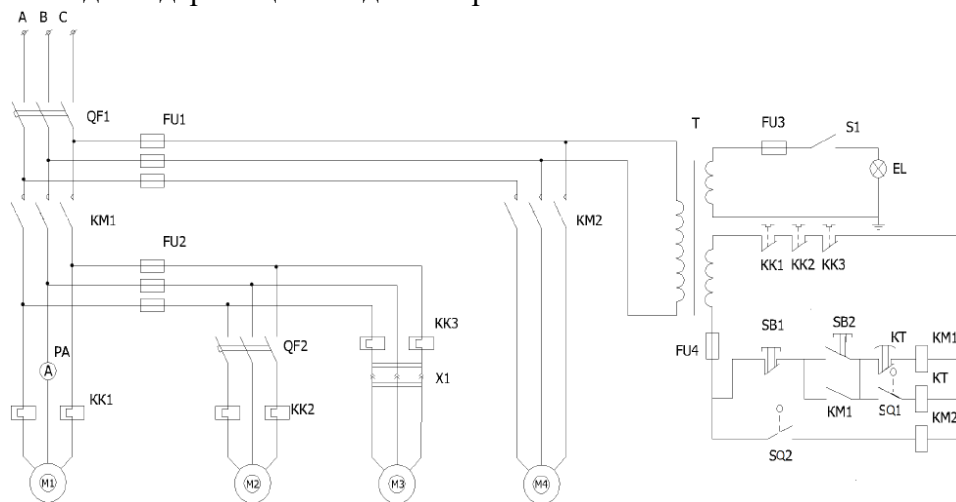 A B C
QF1
FU1
T
FU3
S1
EL
KM1
KM2
FU2
KK1 KK2 KK3
KK3
SB1
SB2
KT
KM1
PA
A
QF2
FU4
X1
KT
KK1
KK2
KM1
SQ1
KM2
SQ2
M1
M2
M3
M4